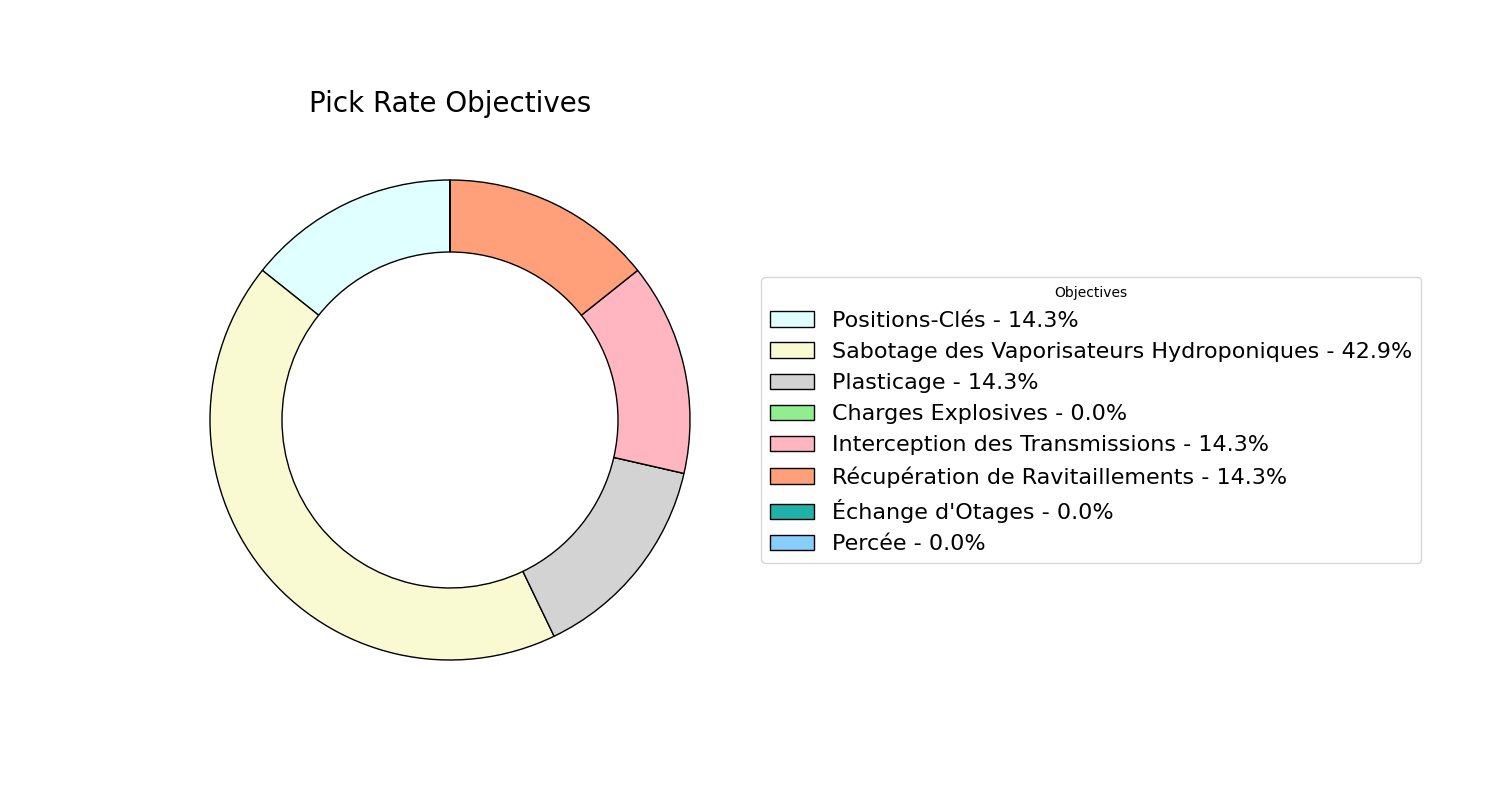 Pick Rate Objectives
Objectives
Positions-Clés - 14.3%
Sabotage des Vaporisateurs Hydroponiques - 42.9%
Plasticage - 14.3%
Charges Explosives - 0.0%
Interception des Transmissions - 14.3%
Récupération de Ravitaillements - 14.3%
Échange d'Otages - 0.0%
Percée - 0.0%